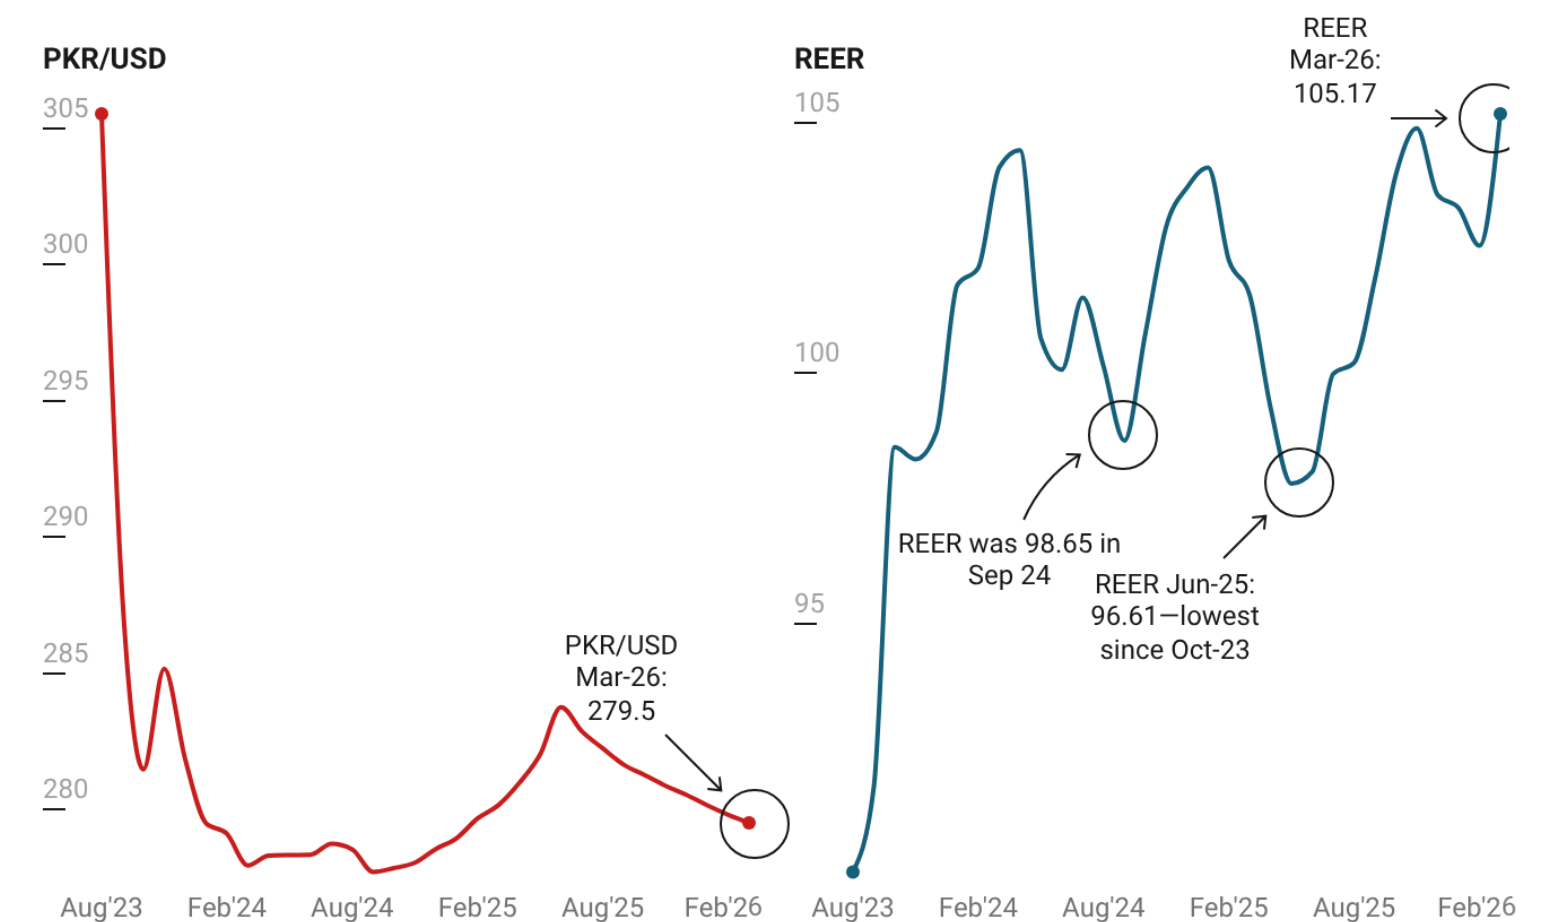 PKR/USD
305
300
295
290
285
280
PKR/USD
Mar-26:
279.5
Aug'23
Feb'24
Aug'24
Feb'25
Aug'25
Feb'26
REER
105
100
95
REER
Mar-26:
105.17
REER was 98.65 in
Sep 24
REER Jun-25:
96.61—lowest
since Oct-23
Aug'23
Feb'24
Aug'24
Feb'25
Aug'25
Feb'26